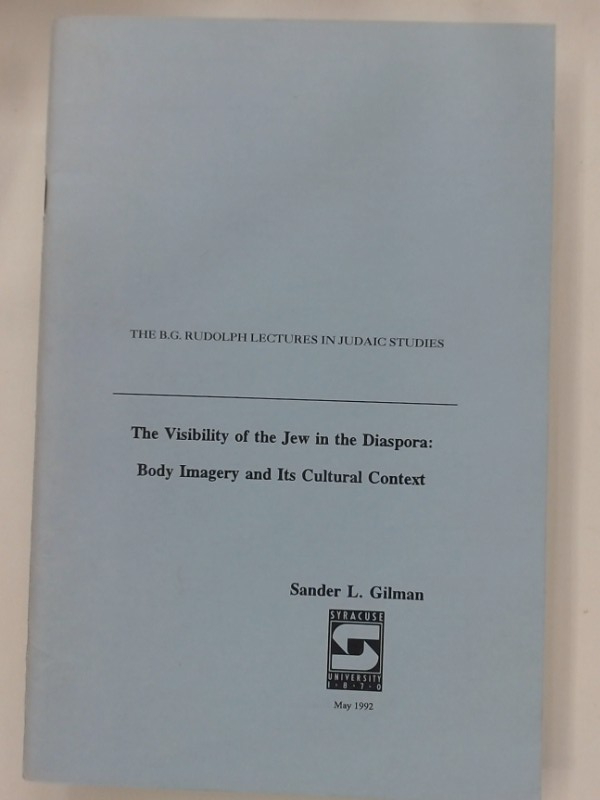 THE B.G. RUDOLPH LECTURES IN JUDAIC STUDIES
The Visibility of the Jew in the Diaspora:
Body Imagery and Its Cultural Context
Sander L. Gilman
SYRACUSE
UNIVERSITY
1·8·7·0
May 1992